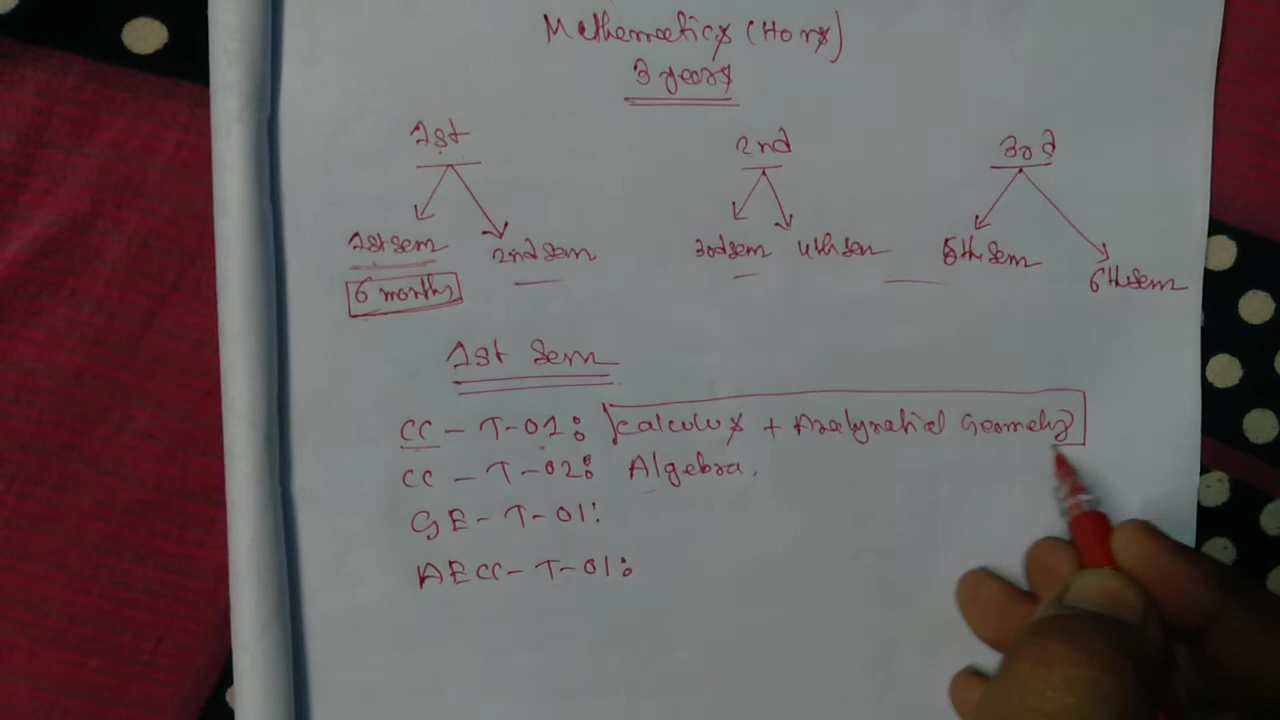 Mathematics (Hons)
3 years
1st 2nd 3rd
1st sem 2nd sem 3rd sem 4th sem 5th sem 6th sem
6 months
1st Sem
CC - T-01: Calculus + Analynatical Geometry
CC - T-02: Algebra.
GE - T-01:
AECC - T-01: